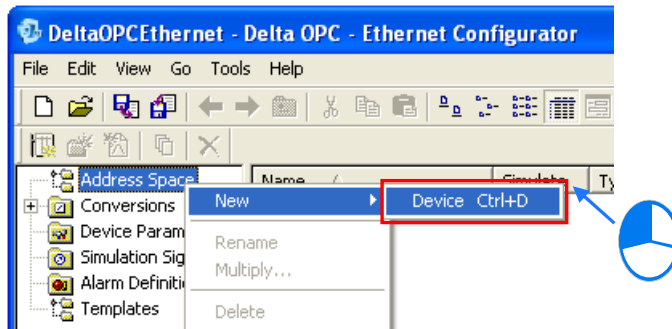 DeltaOPCEthernet - Delta OPC - Ethernet Configurator
File Edit View Go Tools Help
Address Space
Name Simulate Ty
Conversions
New
Device Ctrl+D
Device Param
Rename
Simulation Sig
Multiply...
Alarm Definiti
Templates
Delete